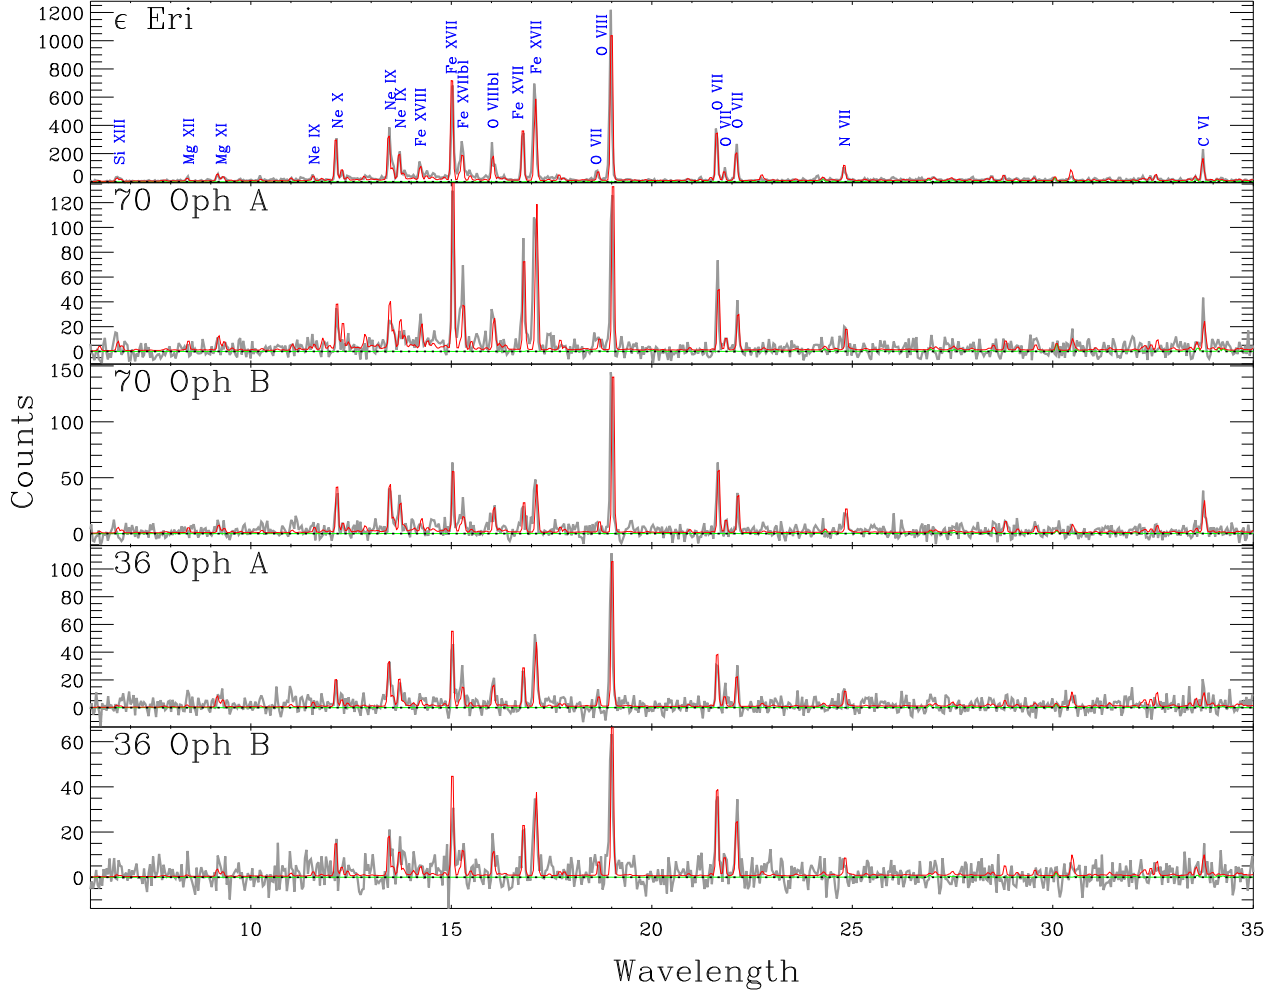 ϵ Eri
1200
1000
800
600
400
200
0
Si XIII
Mg XII
Mg XI
Ne IX
Ne X
Ne IX
Ne IX
Fe XVIII
Fe XVII
Fe XVIIbl
O VIIIbl
Fe XVII
Fe XVII
O VII
O VIII
O VII
O VII
O VII
N VII
C VI
70 Oph A
120
100
80
60
40
20
0
70 Oph B
150
100
50
0
36 Oph A
100
80
60
40
20
0
36 Oph B
60
40
20
0
Counts
10 15 20 25 30 35
Wavelength